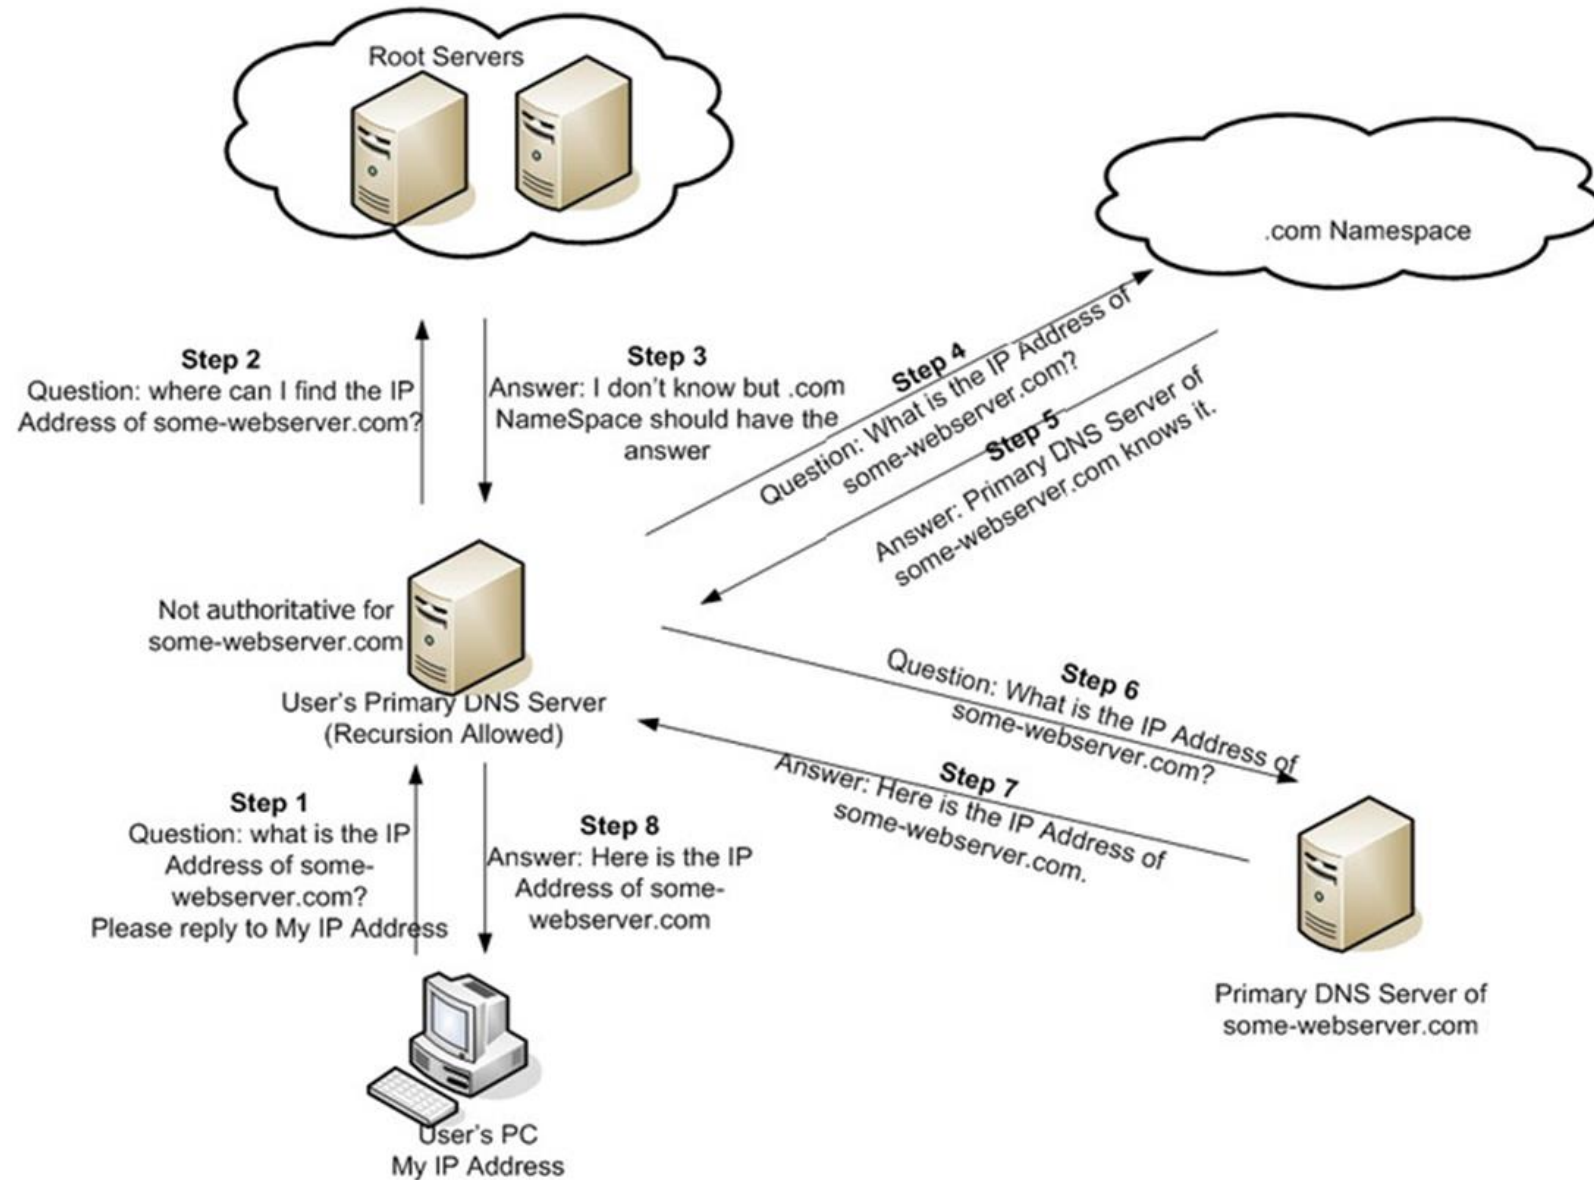 Root Servers
.com Namespace
Step 2
Question: where can I find the IP
Address of some-webserver.com?
Step 3
Answer: I don't know but .com
NameSpace should have the
answer
Step 4
Question: What is the IP Address of
some-webserver.com?
Step 5
Answer: Primary DNS Server of
some-webserver.com knows it.
Not authoritative for
some-webserver.com
User's Primary DNS Server
(Recursion Allowed)
Step 6
Question: What is the IP Address of
some-webserver.com?
Step 7
Answer: Here is the IP Address of
some-webserver.com.
Step 1
Question: what is the IP
Address of some-
webserver.com?
Please reply to My IP Address
Step 8
Answer: Here is the IP
Address of some-
webserver.com
Primary DNS Server of
some-webserver.com
User's PC
My IP Address